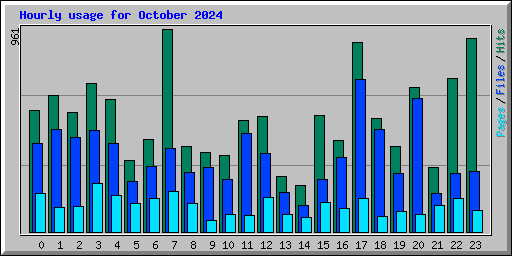 Hourly usage for October 2024
961
Pages / Files / Hits
0 1 2 3 4 5 6 7 8 9 10 11 12 13 14 15 16 17 18 19 20 21 22 23